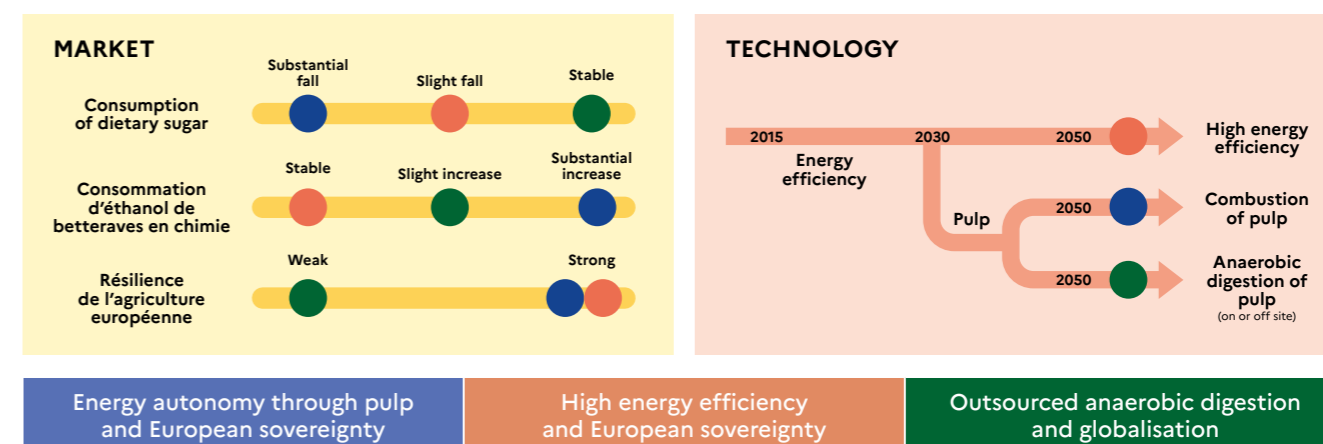 MARKET
Substantial
fall
Slight fall
Stable
Consumption
of dietary sugar
Stable
Slight increase
Substantial
increase
Consommation
d’éthanol de
betteraves en chimie
Weak
Strong
Résilience
de l’agriculture
européenne
TECHNOLOGY
2015
2030
2050
High energy
efficiency
Energy
efficiency
Pulp
2050
Combustion
of pulp
2050
Anaerobic
digestion of
pulp
(on or off site)
Energy autonomy through pulp
and European sovereignty
High energy efficiency
and European sovereignty
Outsourced anaerobic digestion
and globalisation